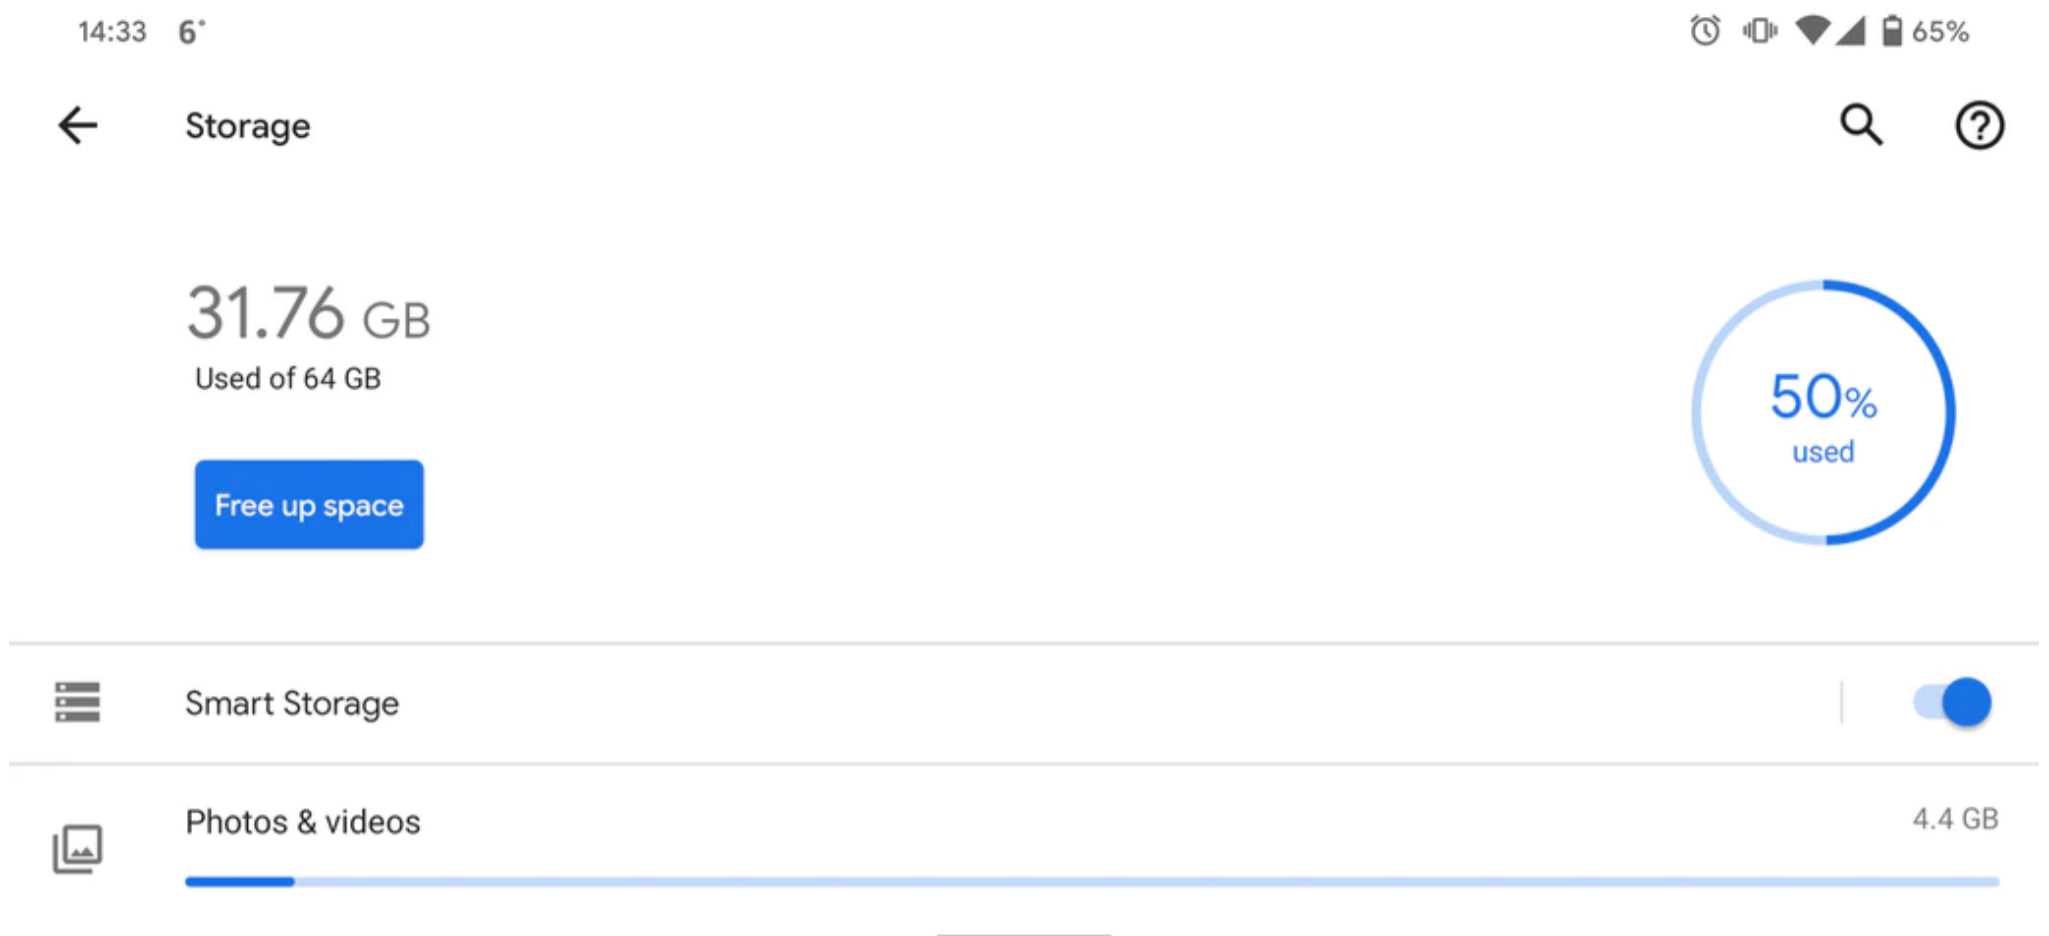 14:33 6° 65%
Storage
31.76 GB
Used of 64 GB
50%
used
Free up space
Smart Storage
Photos & videos 4.4 GB